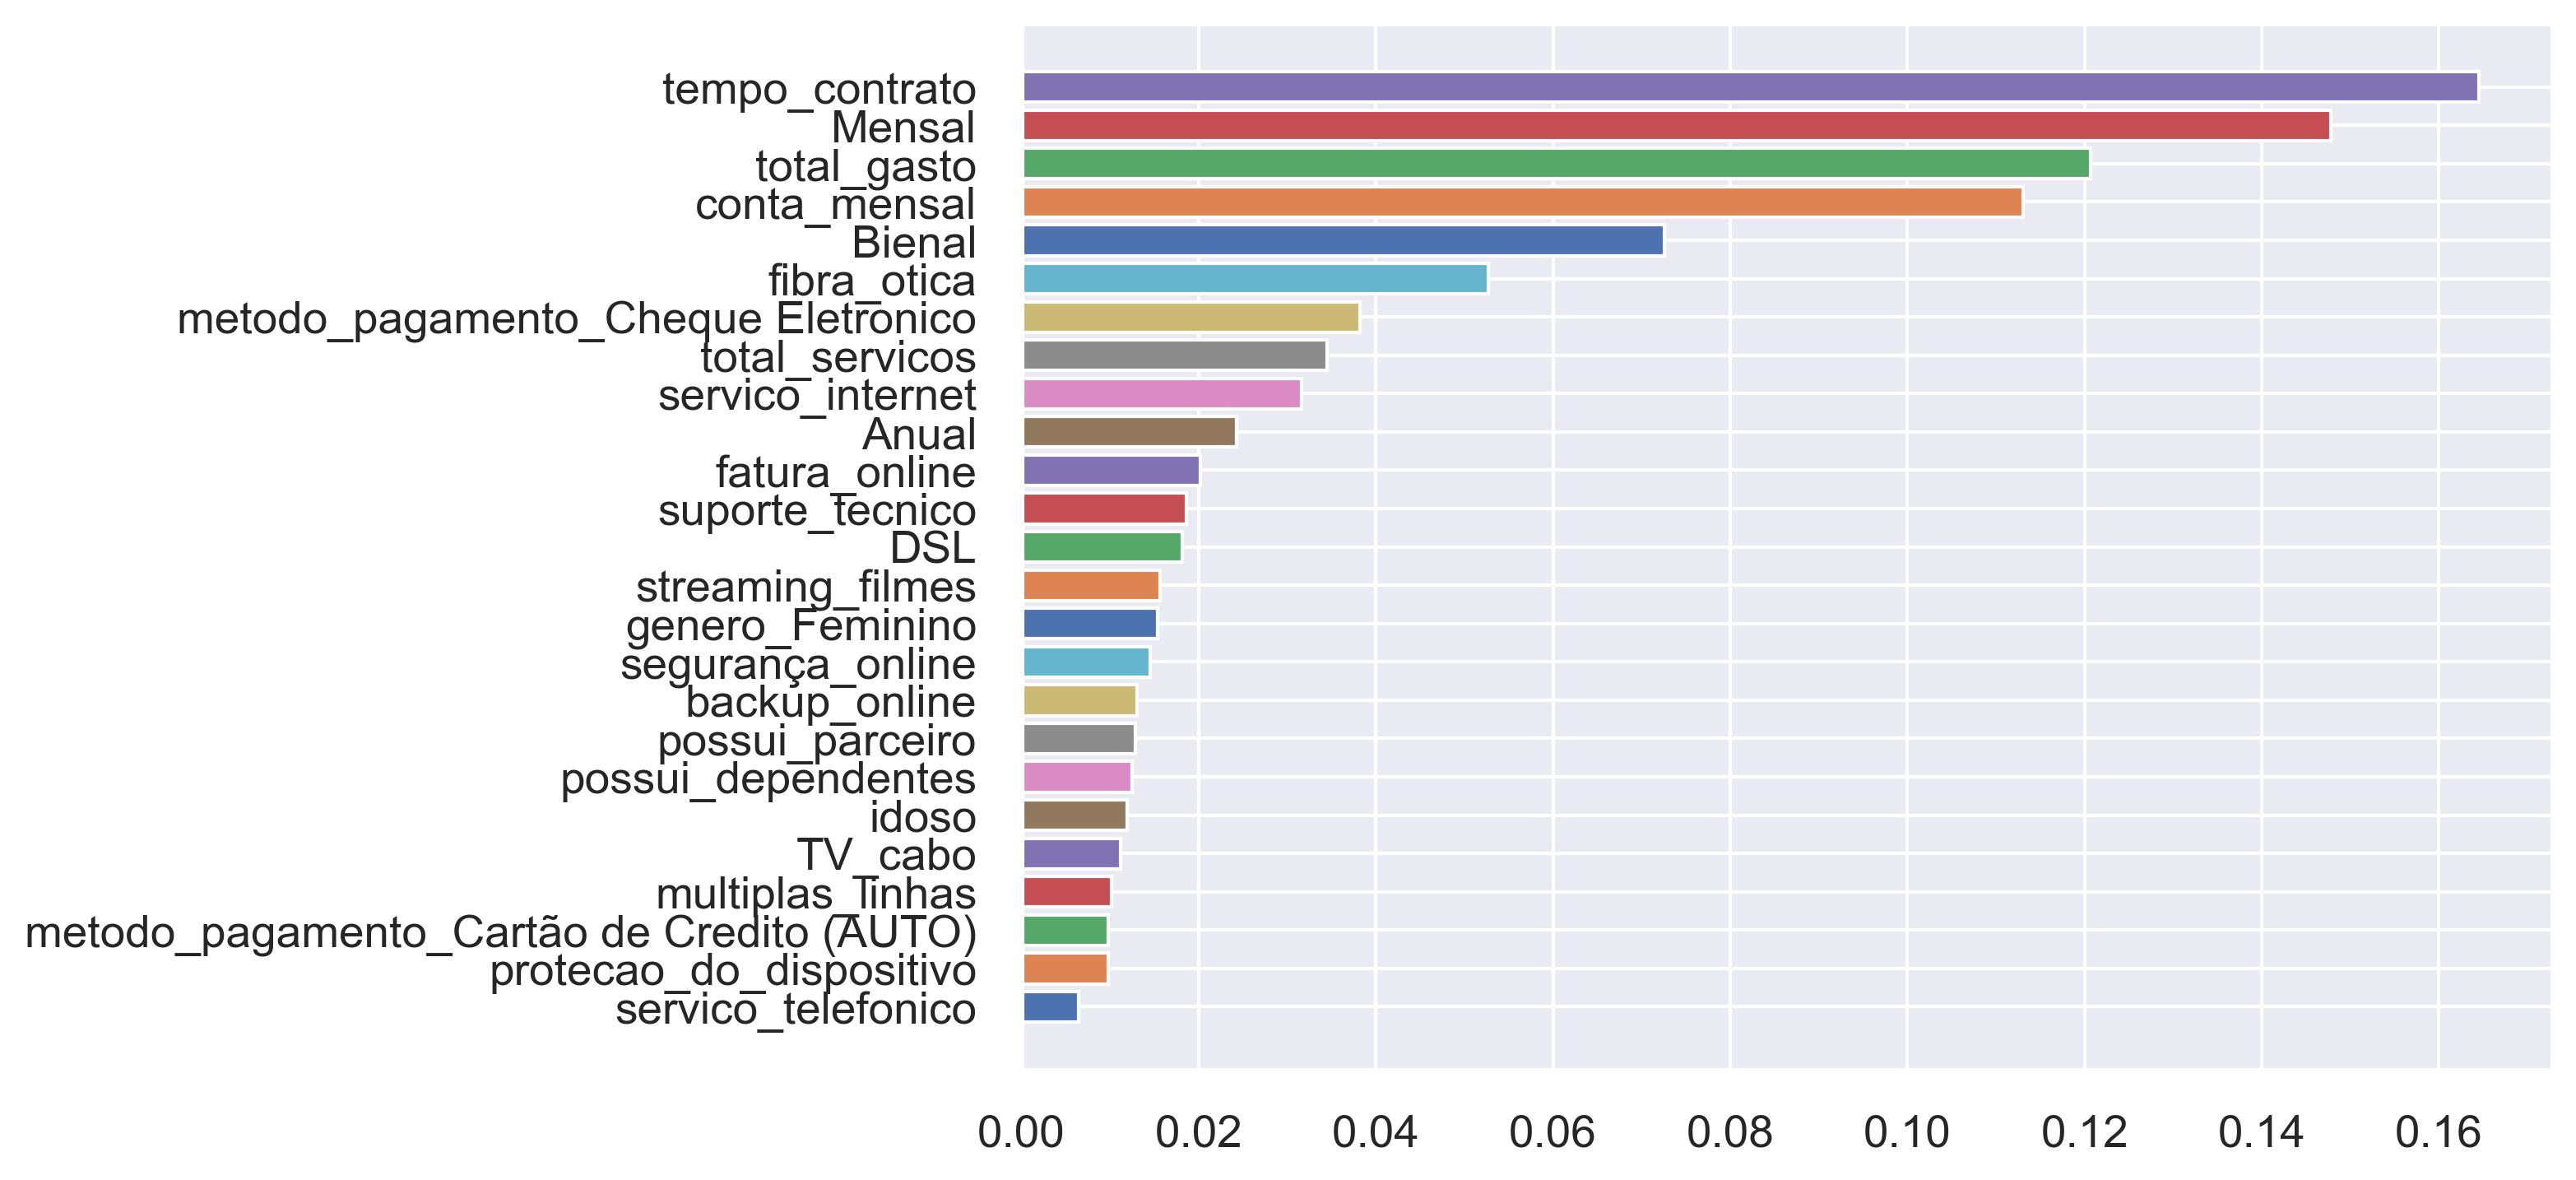 tempo_contrato
Mensal
total_gasto
conta_mensal
Bienal
fibra_otica
metodo_pagamento_Cheque Eletronico
total_servicos
servico_internet
Anual
fatura_online
suporte_tecnico
DSL
streaming_filmes
genero_Feminino
segurança_online
backup_online
possui_parceiro
possui_dependentes
idoso
TV_cabo
multiplas_linhas
metodo_pagamento_Cartão de Credito (AUTO)
protecao_do_dispositivo
servico_telefonico
0.00 0.02 0.04 0.06 0.08 0.10 0.12 0.14 0.16